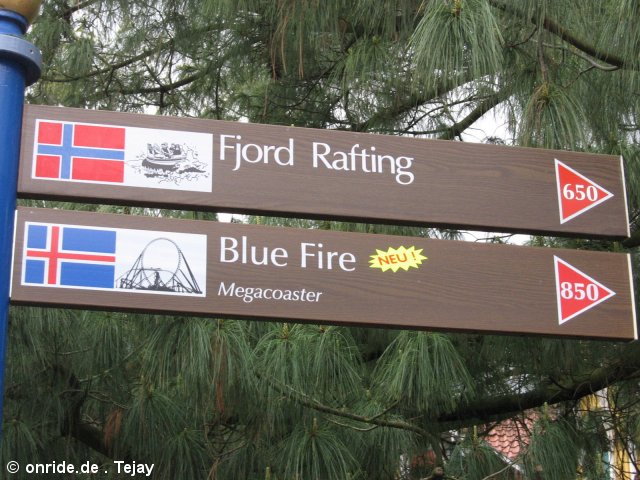 Fjord Rafting
650
Blue Fire
NEU!
Megacoaster
850
© onride.de . Tejay